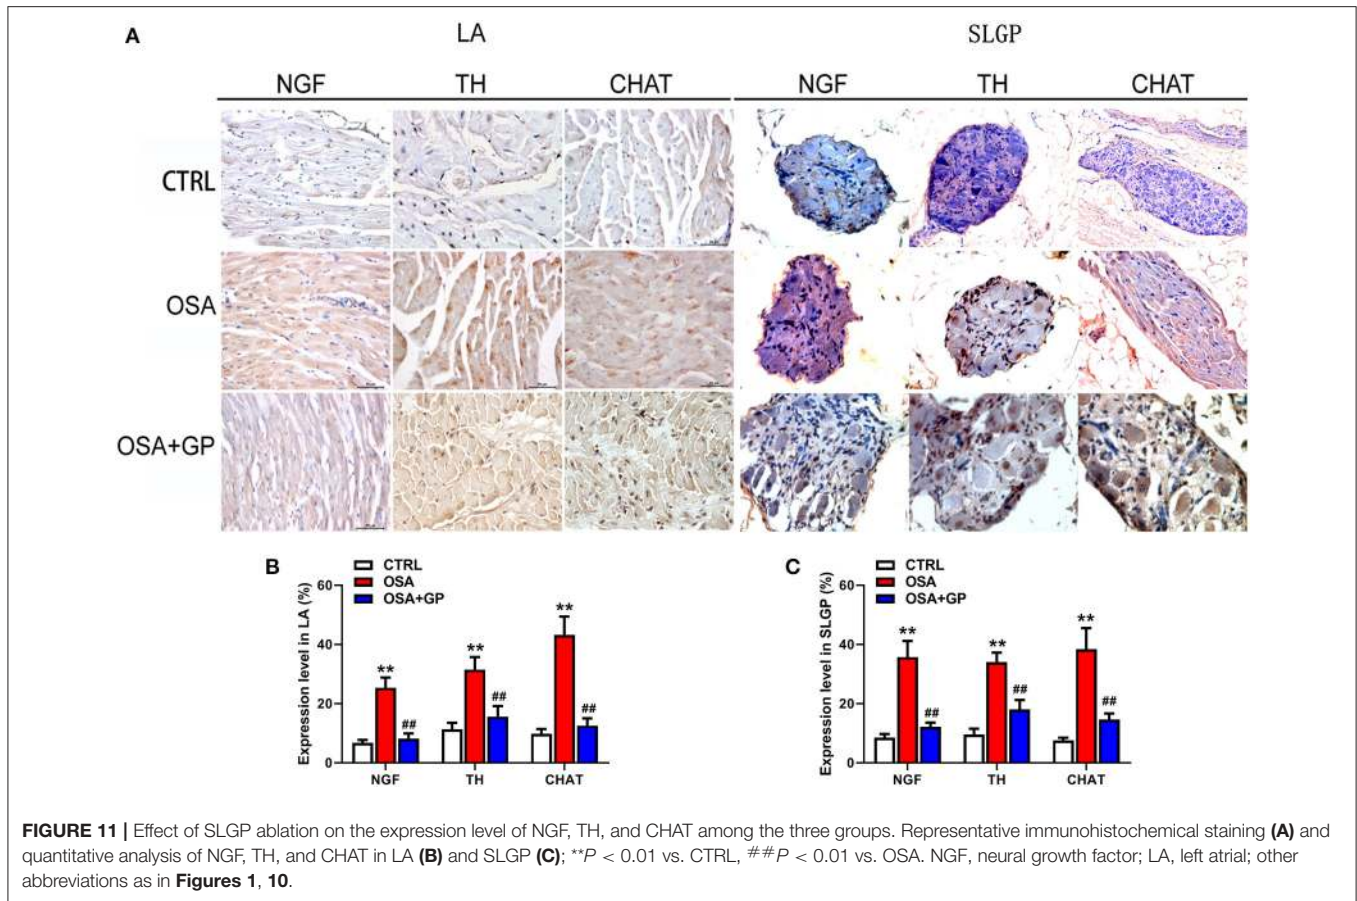 A
LA
SLGP
NGF TH CHAT NGF TH CHAT
CTRL
OSA
OSA+GP
B
CTRL
OSA
OSA+GP
Expression level in LA (%)
60
40
20
0
**
##
**
##
**
##
NGF TH CHAT
C
CTRL
OSA
OSA+GP
Expression level in SLGP (%)
60
40
20
0
**
##
**
##
**
##
NGF TH CHAT
FIGURE 11 | Effect of SLGP ablation on the expression level of NGF, TH, and CHAT among the three groups. Representative immunohistochemical staining (A) and
quantitative analysis of NGF, TH, and CHAT in LA (B) and SLGP (C); **P < 0.01 vs. CTRL, ##P < 0.01 vs. OSA. NGF, neural growth factor; LA, left atrial; other
abbreviations as in Figures 1, 10.